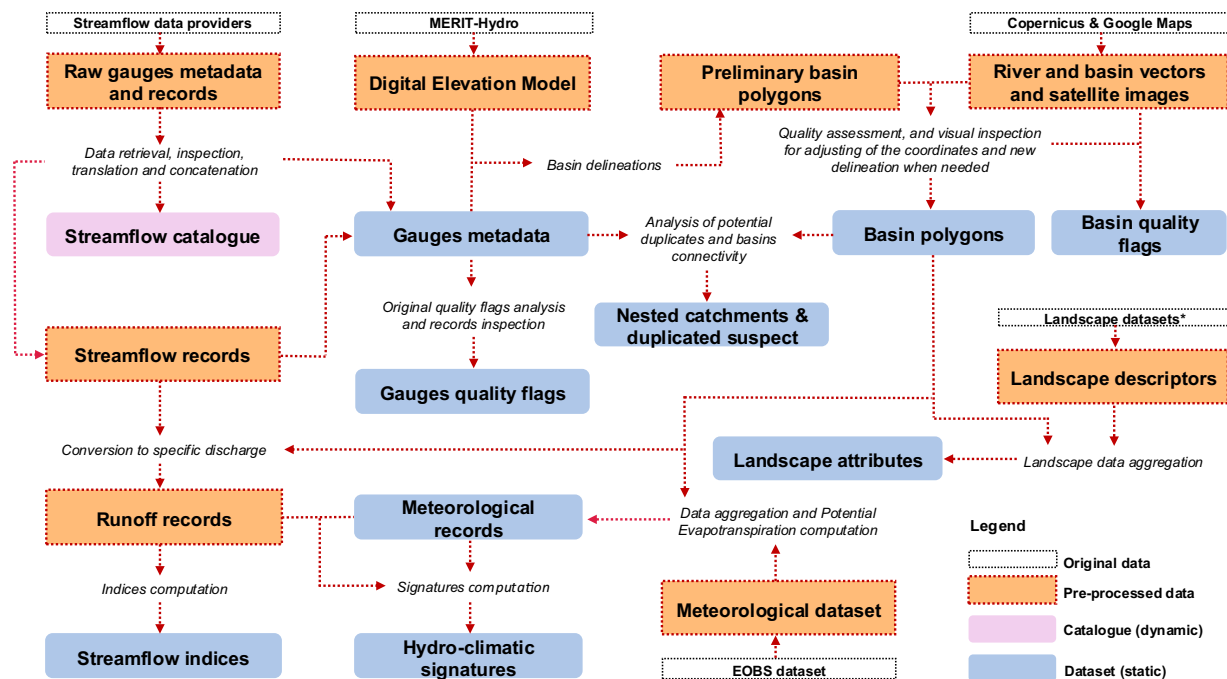 Streamflow data providers
MERIT-Hydro
Copernicus & Google Maps
Raw gauges metadata
and records
Digital Elevation Model
Preliminary basin
polygons
River and basin vectors
and satellite images
Data retrieval, inspection,
translation and concatenation
Basin delineations
Quality assessment, and visual inspection
for adjusting of the coordinates and new
delineation when needed
Streamflow catalogue
Gauges metadata
Analysis of potential
duplicates and basins
connectivity
Basin polygons
Basin quality
flags
Original quality flags analysis
and records inspection
Nested catchments &
duplicated suspect
Landscape datasets*
Streamflow records
Gauges quality flags
Landscape descriptors
Conversion to specific discharge
Landscape attributes
Landscape data aggregation
Runoff records
Meteorological
records
Data aggregation and Potential
Evapotranspiration computation
Indices computation
Signatures computation
Meteorological dataset
Streamflow indices
Hydro-climatic
signatures
EOBS dataset
Legend
Original data
Pre-processed data
Catalogue (dynamic)
Dataset (static)